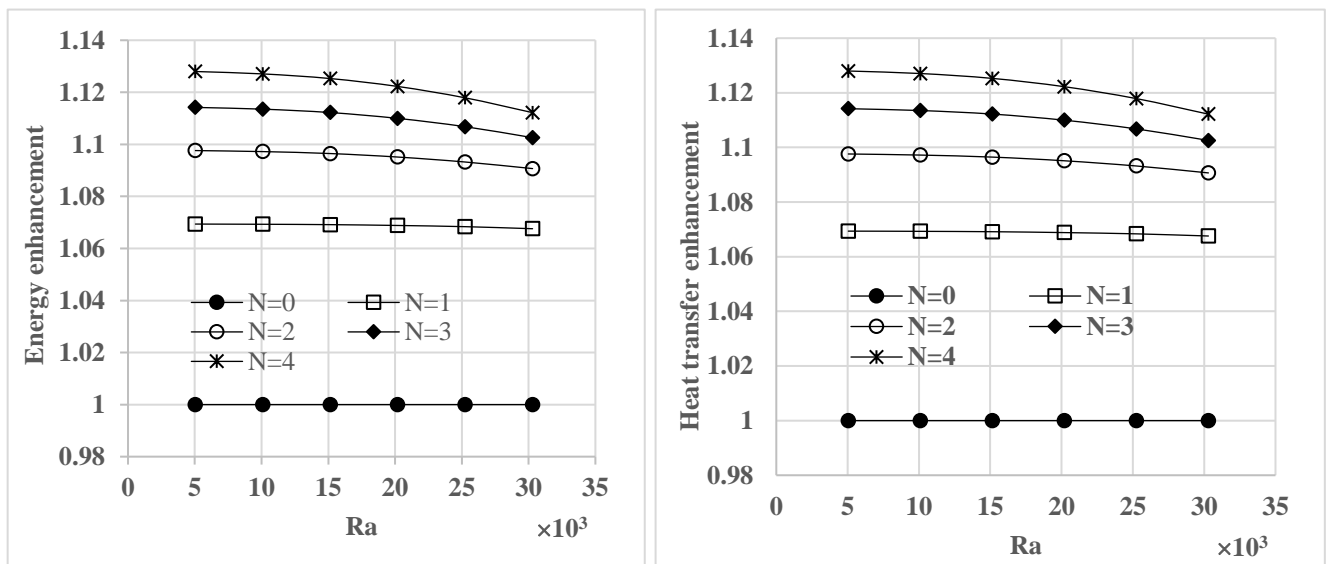 1.14
1.12
1.1
1.08
1.06
1.04
1.02
1
0.98
Energy enhancement
N=0 N=1
N=2 N=3
N=4
0 5 10 15 20 25 30 35
Ra ×10³
1.14
1.12
1.1
1.08
1.06
1.04
1.02
1
0.98
Heat transfer enhancement
N=0 N=1
N=2 N=3
N=4
0 5 10 15 20 25 30 35
Ra ×10³